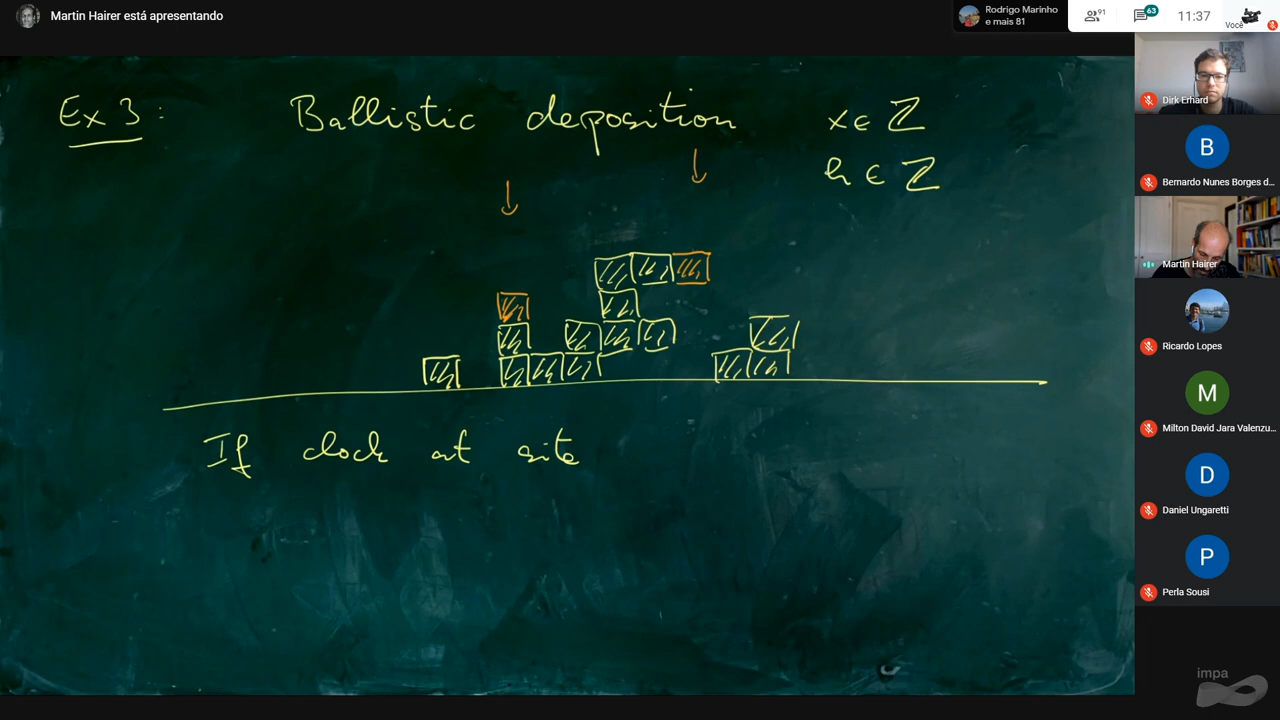 Martin Hairer está apresentando
Rodrigo Marinho
e mais 81
91
63
11:37
Você
Ex 3: Ballistic deposition x ∈ ℤ
h ∈ ℤ
If clock at site
Dirk Erhard
B
Bernardo Nunes Borges d...
Martin Hairer
Ricardo Lopes
M
Milton David Jara Valenzu...
D
Daniel Ungaretti
P
Perla Sousi
impa